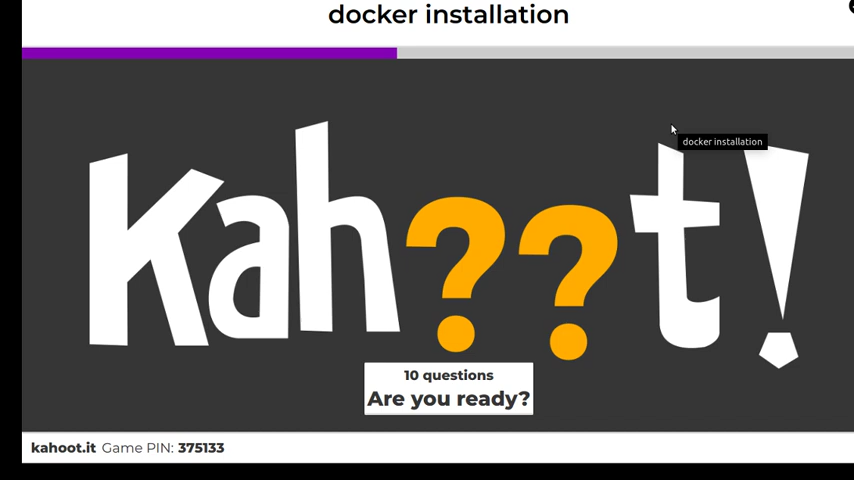 docker installation
docker installation
Kah??t!
10 questions
Are you ready?
kahoot.it Game PIN: 375133